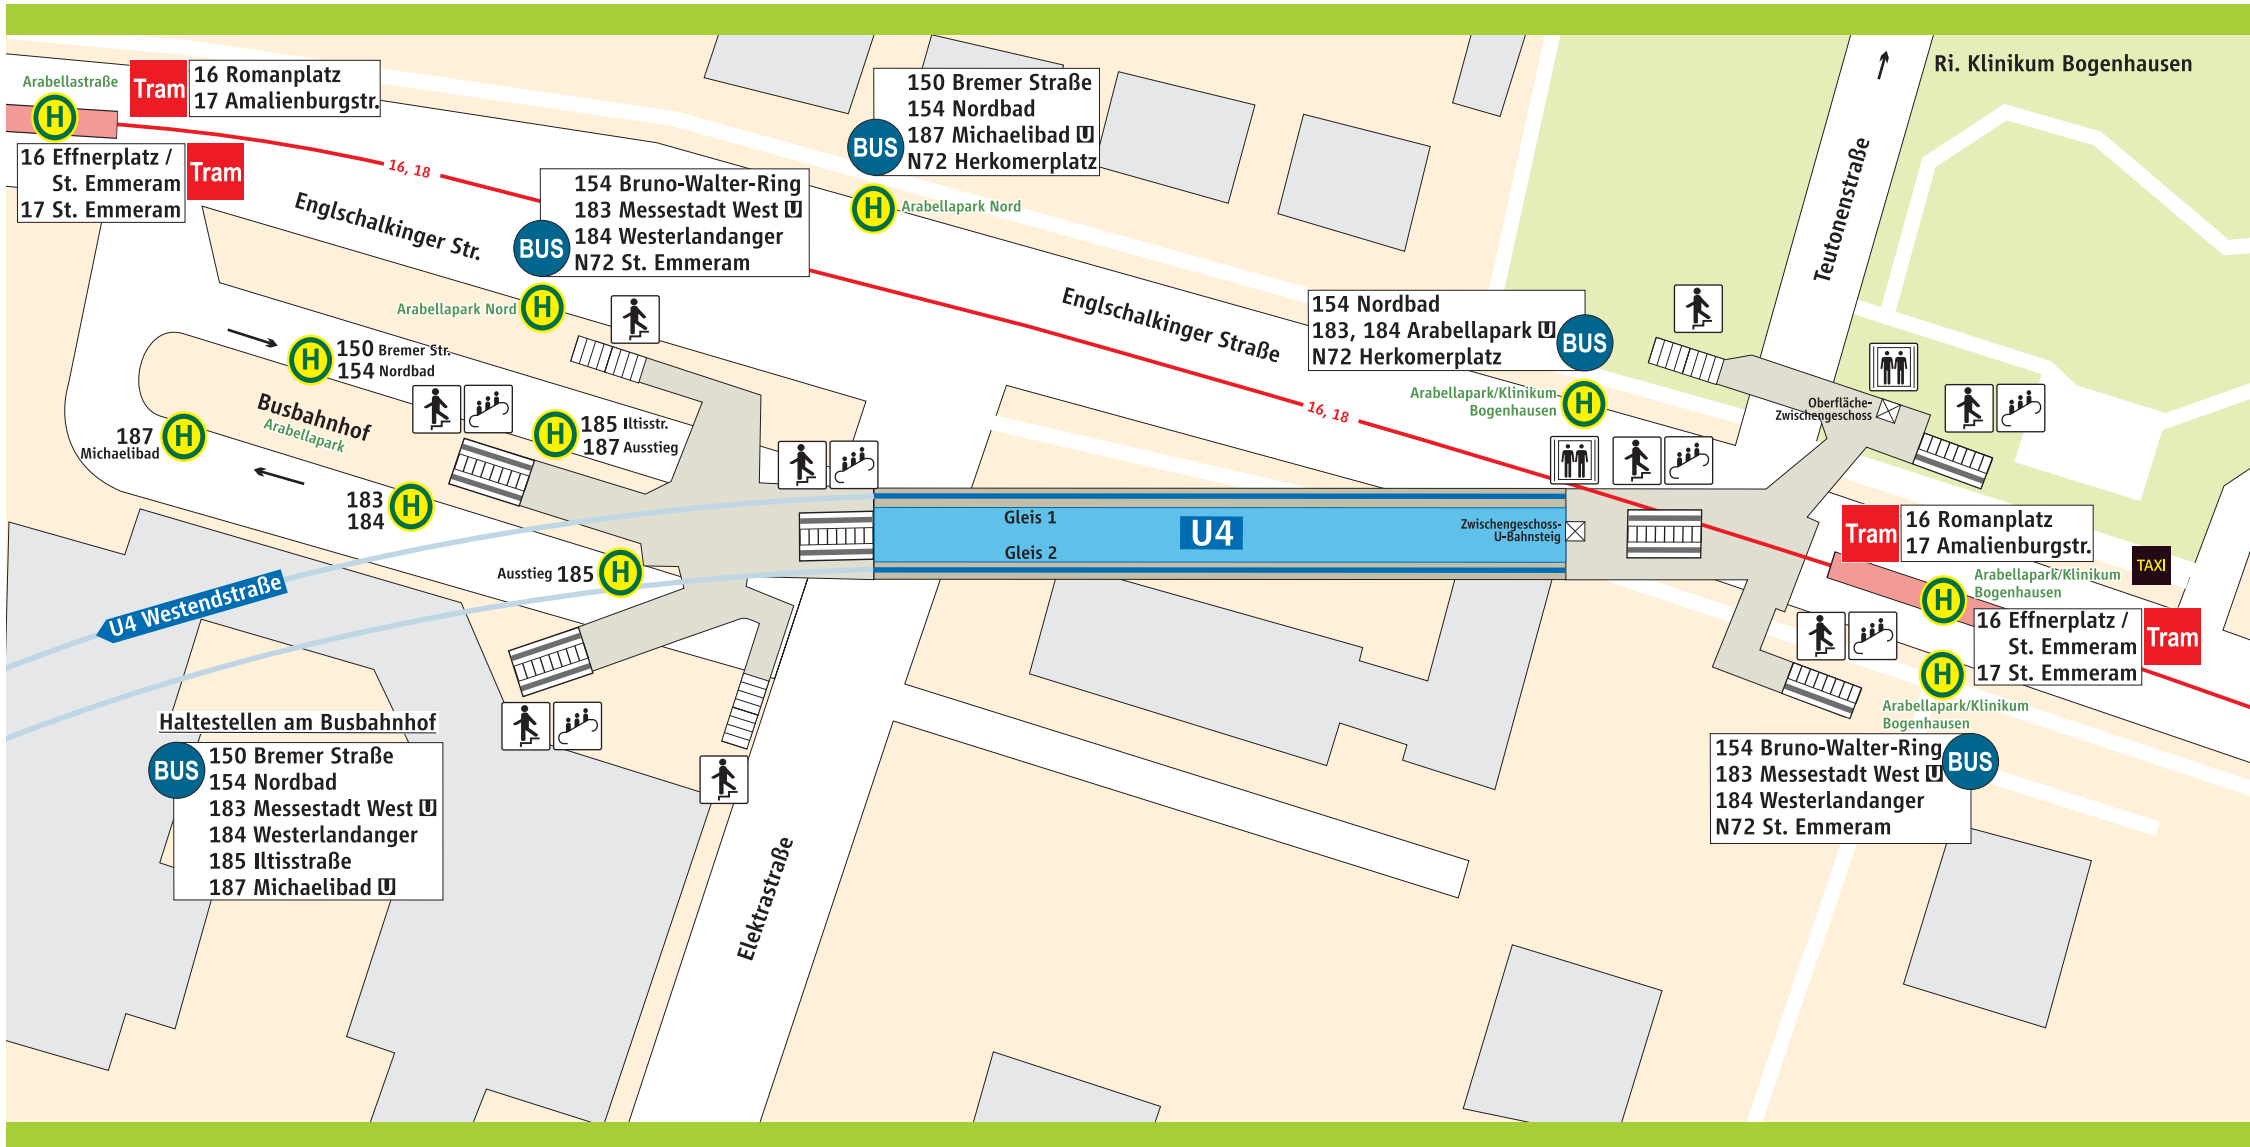 Arabellastraße
H
Tram
16 Romanplatz
17 Amalienburgstr.
16 Effnerplatz /
St. Emmeram
17 St. Emmeram
Tram
16, 18
Englschalkinger Str.
BUS
154 Bruno-Walter-Ring
183 Messestadt West U
184 Westerlandanger
N72 St. Emmeram
Arabellapark Nord
H
BUS
150 Bremer Straße
154 Nordbad
187 Michaelibad U
N72 Herkomerplatz
H
Arabellapark Nord
Englschalkinger Straße
16, 18
154 Nordbad
183, 184 Arabellapark U
N72 Herkomerplatz
BUS
Arabellapark/Klinikum
Bogenhausen
H
Teutonenstraße
Ri. Klinikum Bogenhausen
Oberfläche-
Zwischengeschoss
H
150 Bremer Str.
154 Nordbad
Busbahnhof
Arabellapark
187
Michaelibad
H
H
185 Iltisstr.
187 Ausstieg
183
184
H
Ausstieg 185
H
U4 Westendstraße
Gleis 1
Gleis 2
U4
Zwischengeschoss-
U-Bahnsteig
Tram
16 Romanplatz
17 Amalienburgstr.
TAXI
H
Arabellapark/Klinikum
Bogenhausen
16 Effnerplatz /
St. Emmeram
17 St. Emmeram
Tram
H
Arabellapark/Klinikum
Bogenhausen
154 Bruno-Walter-Ring
183 Messestadt West U
184 Westerlandanger
N72 St. Emmeram
BUS
Haltestellen am Busbahnhof
BUS
150 Bremer Straße
154 Nordbad
183 Messestadt West U
184 Westerlandanger
185 Iltisstraße
187 Michaelibad U
Elektrastraße